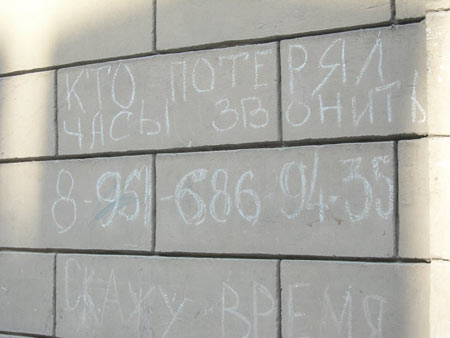 КТО ПОТЕРЯЛ
ЧАСЫ ЗВОНИТЬ
8-951-686 94-35
СКАЖУ ВРЕМЯ